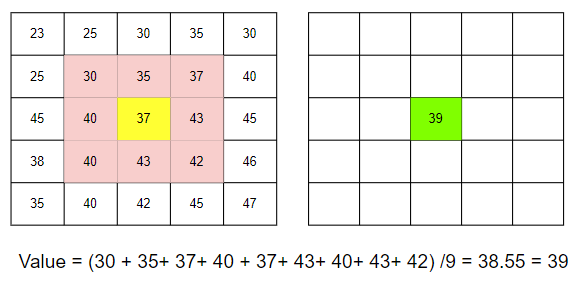 23 25 30 35 30
25 30 35 37 40
45 40 37 43 45 39
38 40 43 42 46
35 40 42 45 47
Value = (30 + 35+ 37+ 40 + 37+ 43+ 40+ 43+ 42) /9 = 38.55 = 39